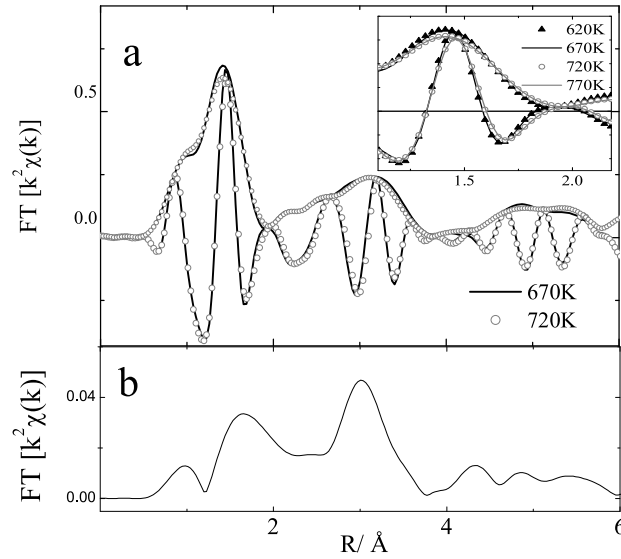 a
620K
670K
720K
770K
1.5
2.0
0.5
0.0
FT [k²χ(k)]
670K
720K
b
0.04
0.00
FT [k²χ(k)]
2
4
6
R/ Å